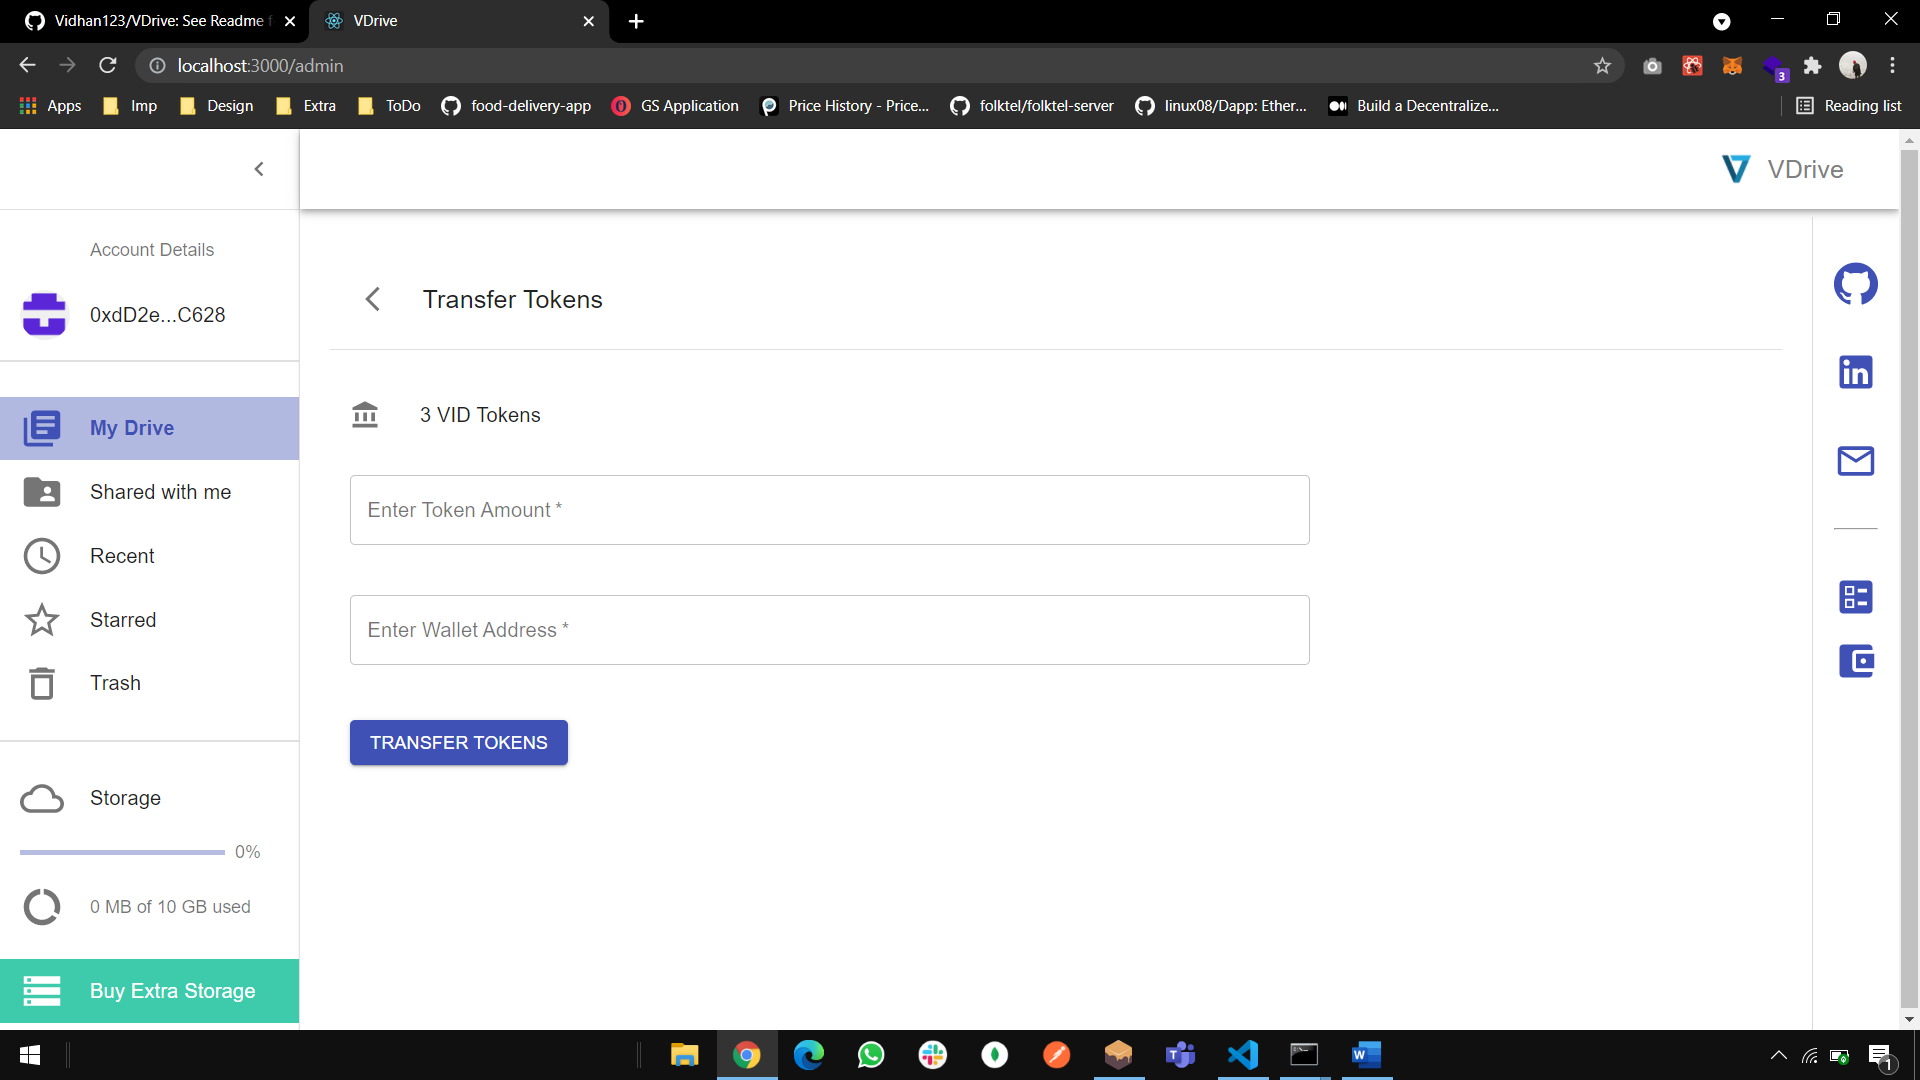 Vidhan123/VDrive: See Readme f
VDrive
localhost:3000/admin
3
Apps
Imp
Design
Extra
ToDo
food-delivery-app
GS Application
Price History - Price...
folktel/folktel-server
linux08/Dapp: Ether...
Build a Decentralize...
Reading list
VDrive
Account Details
0xdD2e...C628
My Drive
Shared with me
Recent
Starred
Trash
Storage
0%
0 MB of 10 GB used
Buy Extra Storage
Transfer Tokens
3 VID Tokens
Enter Token Amount *
Enter Wallet Address *
TRANSFER TOKENS
1